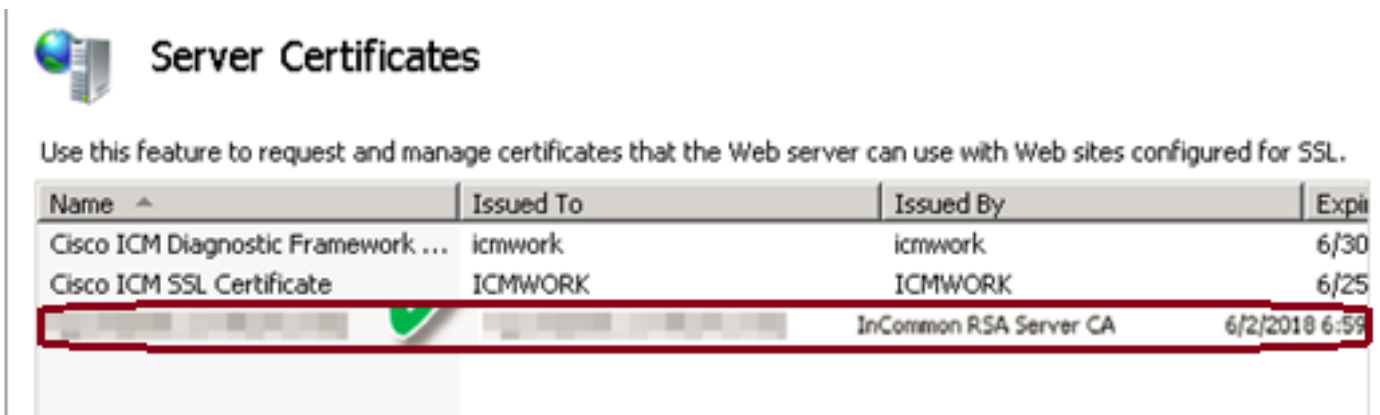 Server Certificates
Use this feature to request and manage certificates that the Web server can use with Web sites configured for SSL.
Name Issued To Issued By Expi
Cisco ICM Diagnostic Framework ... icmwork icmwork 6/30
Cisco ICM SSL Certificate ICMWORK ICMWORK 6/25
InCommon RSA Server CA 6/2/2018 6:59